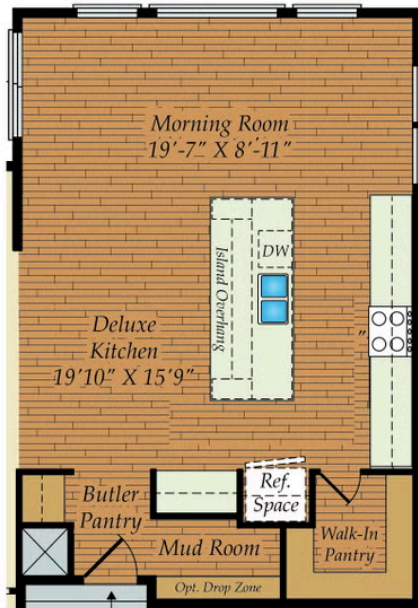 Morning Room
19'-7" X 8'-11"
DW
Island Overhang
Deluxe
Kitchen
19'10" X 15'9"
"
Ref.
Space
Butler
Pantry
Mud Room
Walk-In
Pantry
Opt. Drop Zone